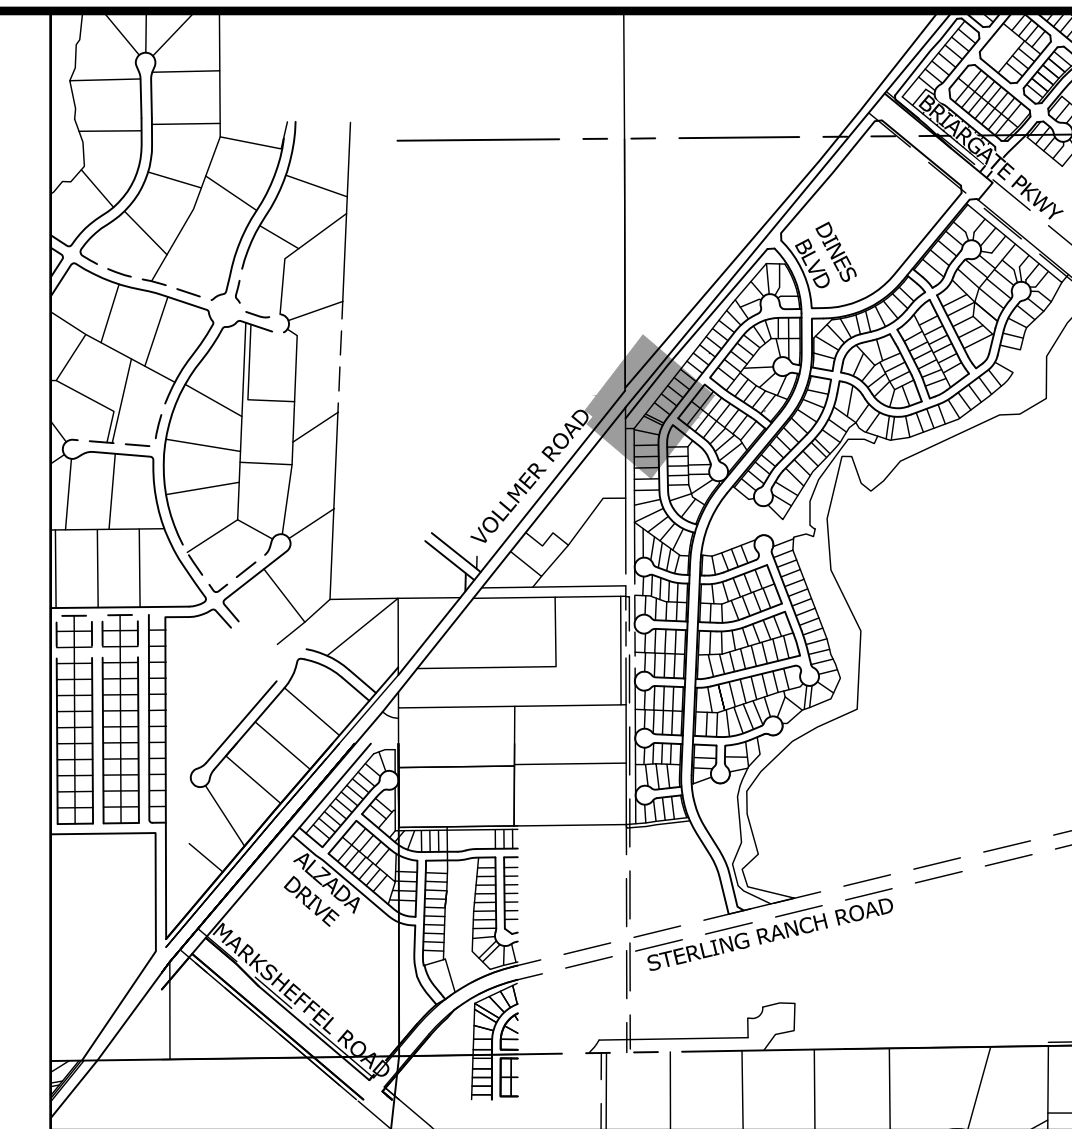 BRIARGATE PKWY
DINES
BLVD
VOLLMER ROAD
ALZADA
DRIVE
STERLING RANCH ROAD
MARKSHEFFEL ROAD